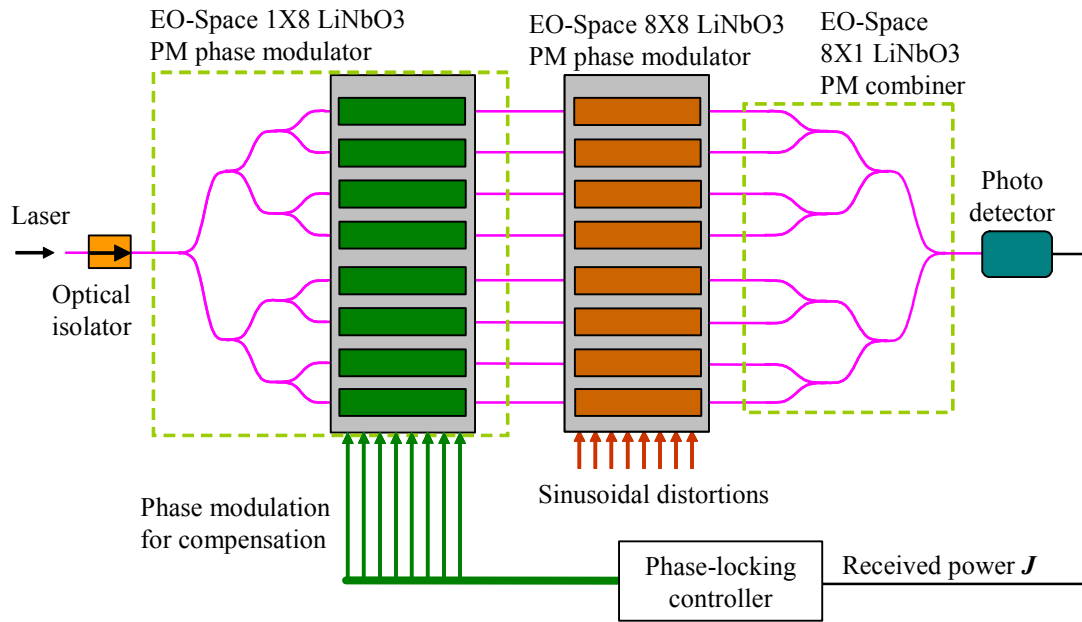 EO-Space 1X8 LiNbO3
PM phase modulator
EO-Space 8X8 LiNbO3
PM phase modulator
EO-Space
8X1 LiNbO3
PM combiner
Laser
Optical
isolator
Photo
detector
Phase modulation
for compensation
Sinusoidal distortions
Phase-locking
controller
Received power J